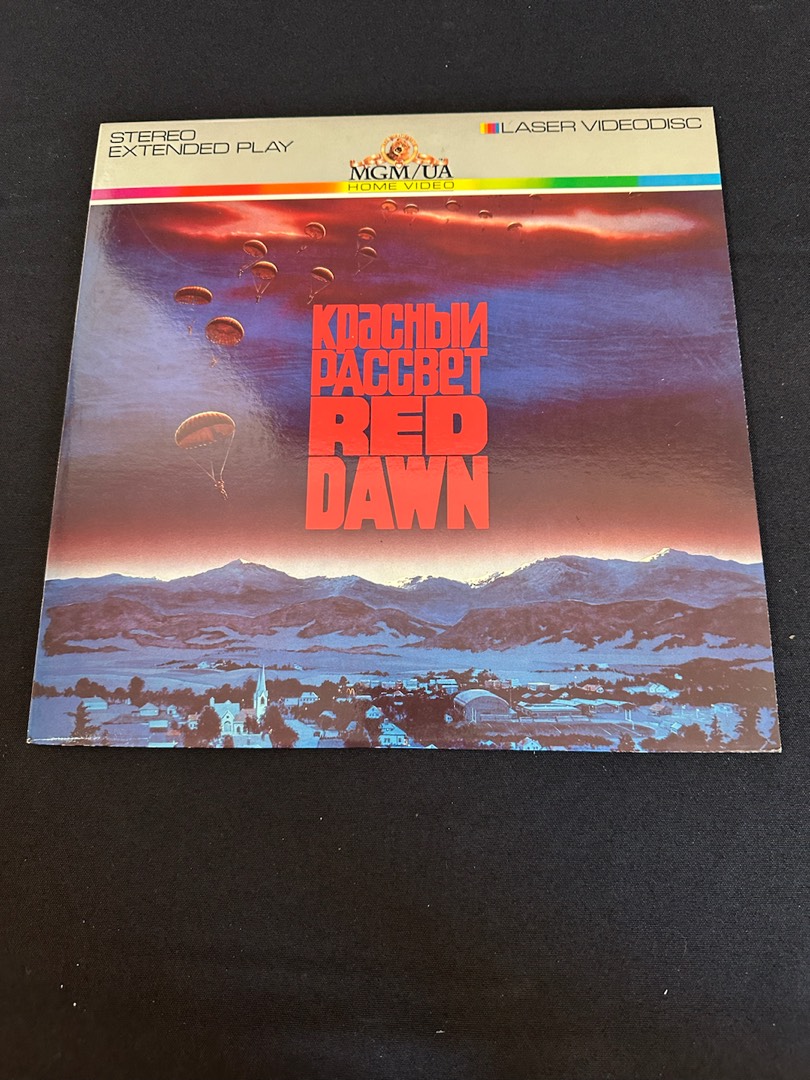 STEREO
EXTENDED PLAY
LASER VIDEODISC
MGM/UA
HOME VIDEO
КРАСНЫЙ
РАССВЕТ
RED
DAWN